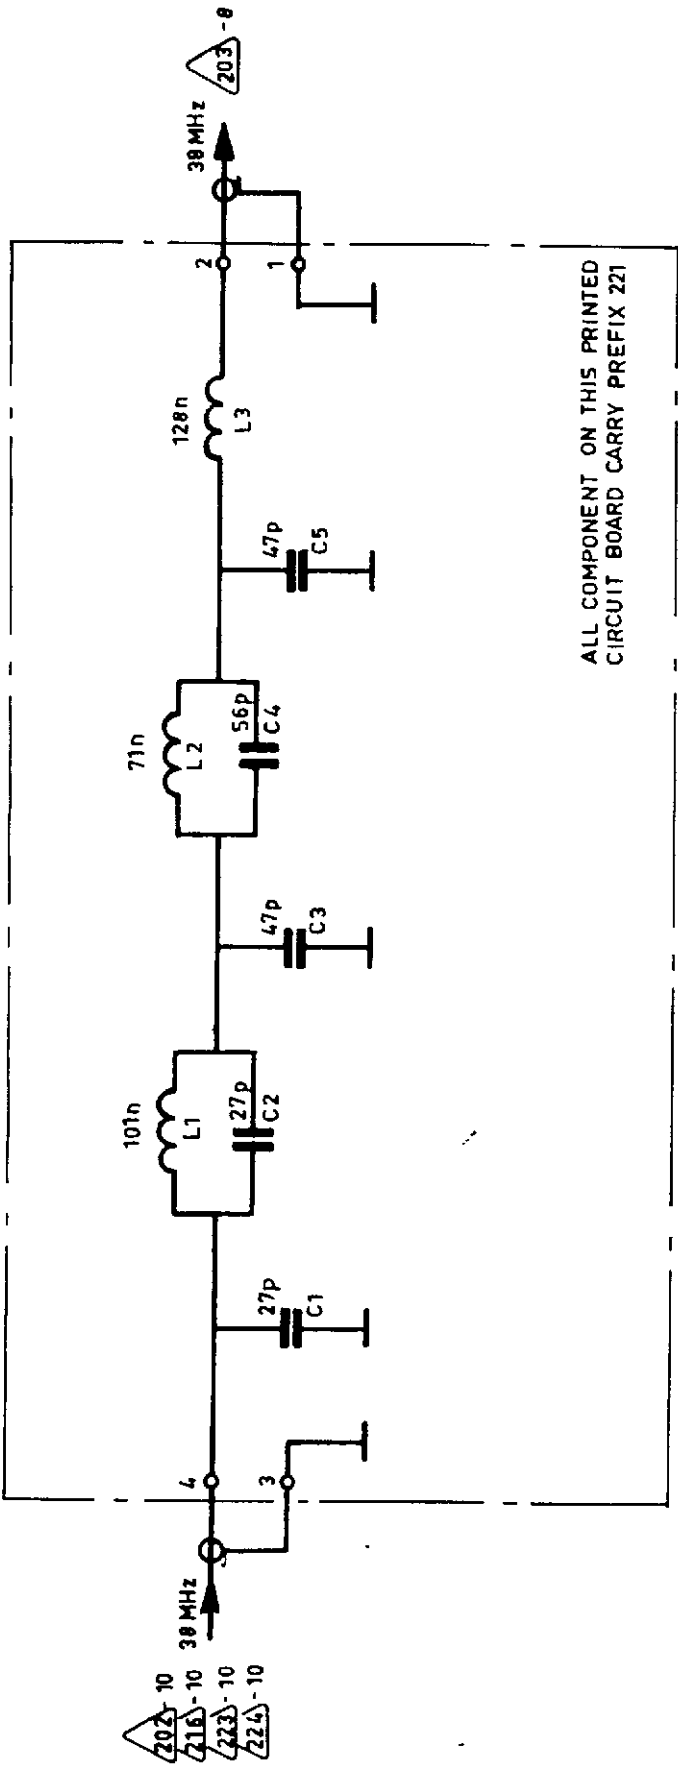 202 -10
216 -10
223 -10
224 -10
38 MHz
4
3
27p
C1
101n
L1
27p
C2
47p
C3
71n
L2
56p
C4
47p
C5
128n
L3
2
1
38 MHz
203 -8
ALL COMPONENT ON THIS PRINTED
CIRCUIT BOARD CARRY PREFIX 221